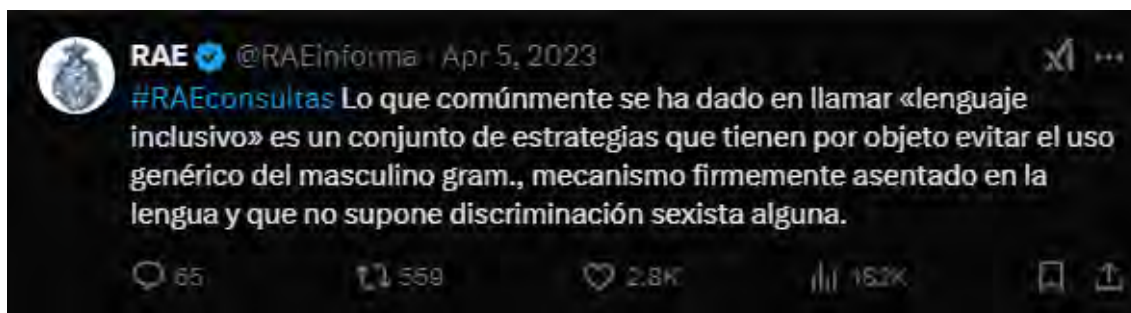 RAE @RAEinforma · Apr 5, 2023
#RAEconsultas Lo que comúnmente se ha dado en llamar «lenguaje
inclusivo» es un conjunto de estrategias que tienen por objeto evitar el uso
genérico del masculino gram., mecanismo firmemente asentado en la
lengua y que no supone discriminación sexista alguna.
65 559 2.8K 162K